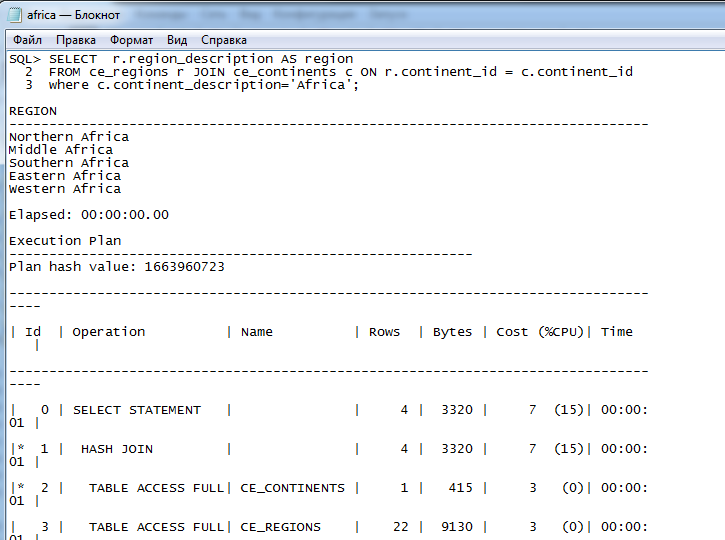 africa — Блокнот
Файл Правка Формат Вид Справка
SQL> SELECT  r.region_description AS region
  2  FROM ce_regions r JOIN ce_continents c ON r.continent_id = c.continent_id
  3  where c.continent_description='Africa';
REGION
--------------------------------------------------------------------------------
Northern Africa
Middle Africa
Southern Africa
Eastern Africa
Western Africa
Elapsed: 00:00:00.00
Execution Plan
----------------------------------------------------------
Plan hash value: 1663960723
--------------------------------------------------------------------------------
----
| Id  | Operation          | Name          | Rows  | Bytes | Cost (%CPU)| Time
   |
--------------------------------------------------------------------------------
----
|   0 | SELECT STATEMENT   |               |     4 |  3320 |     7  (15)| 00:00:
01 |
|*  1 |  HASH JOIN         |               |     4 |  3320 |     7  (15)| 00:00:
01 |
|*  2 |   TABLE ACCESS FULL| CE_CONTINENTS |     1 |   415 |     3   (0)| 00:00:
01 |
|   3 |   TABLE ACCESS FULL| CE_REGIONS    |    22 |  9130 |     3   (0)| 00:00:
01 |